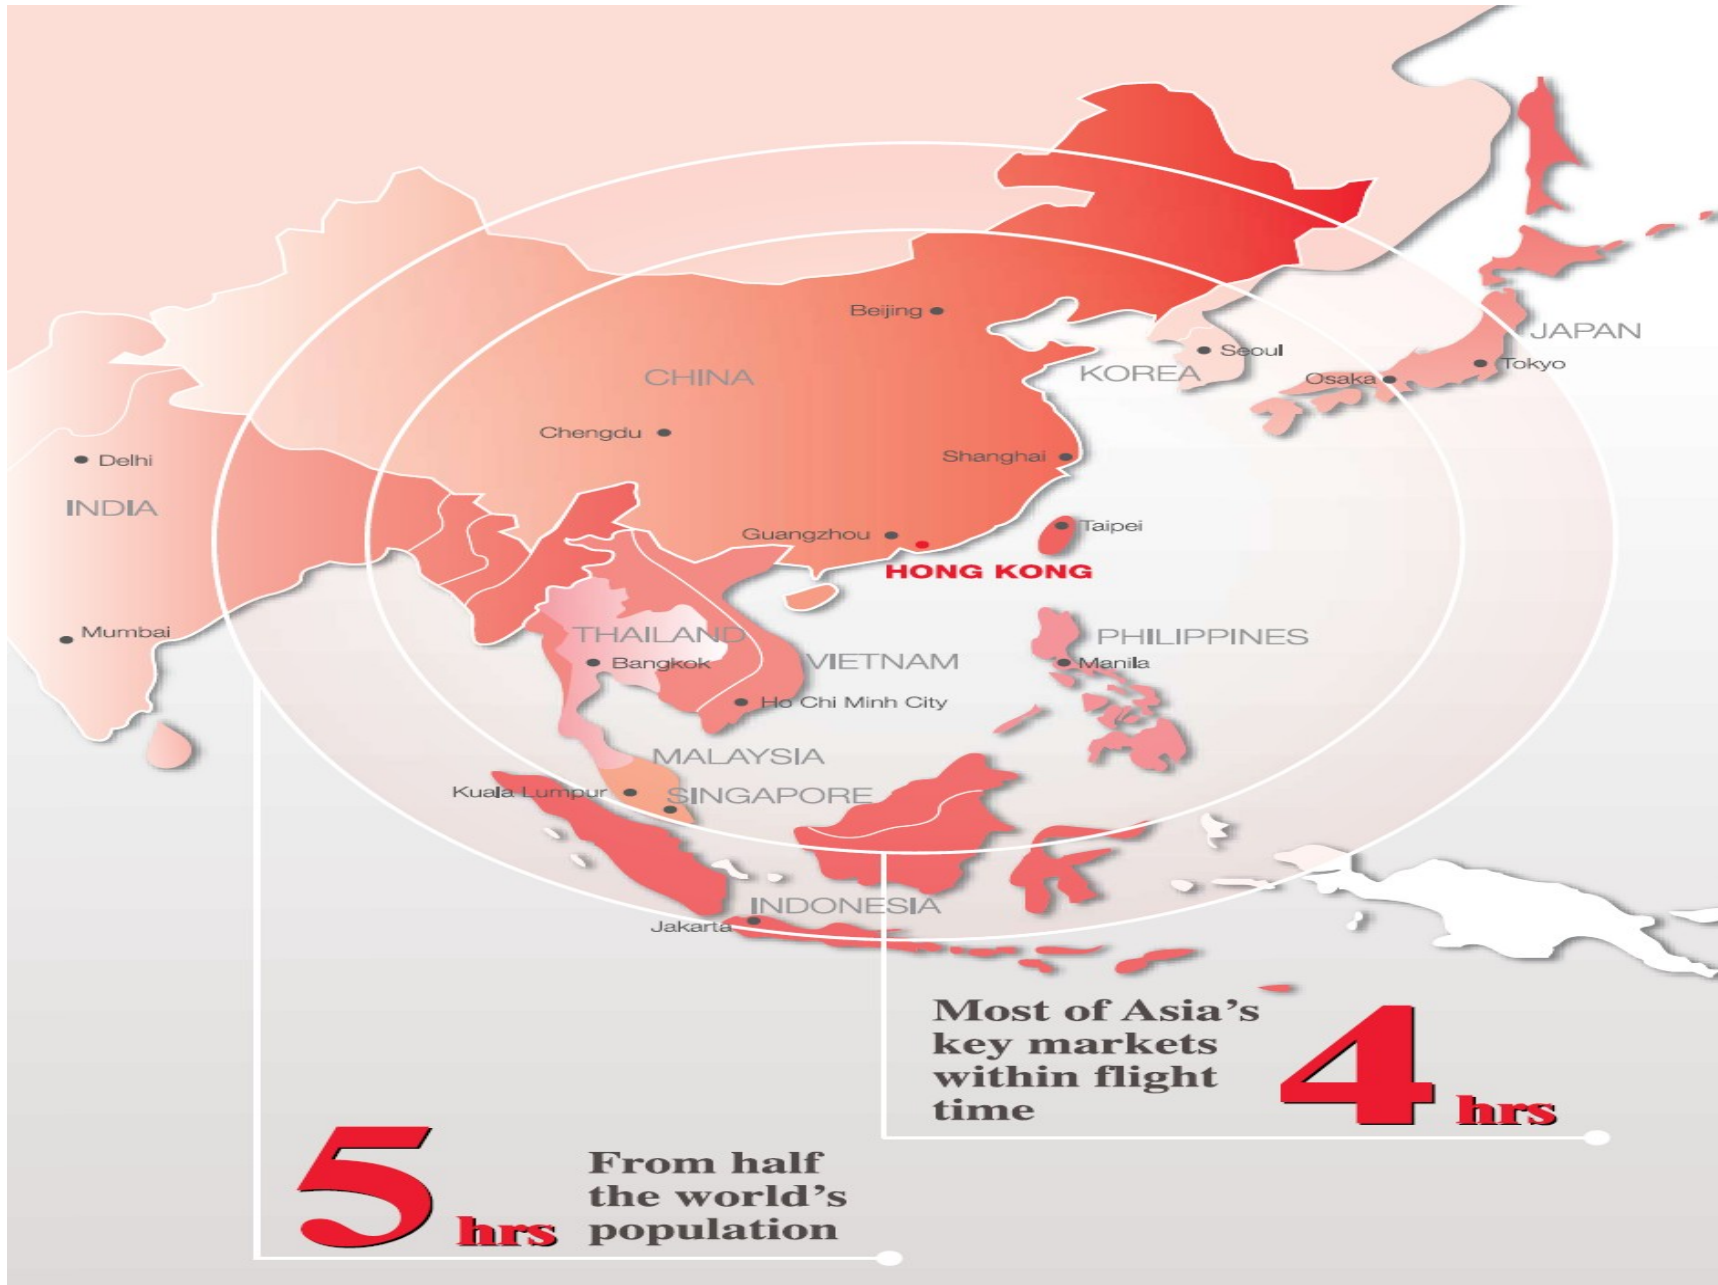 Beijing
JAPAN
Seoul
Tokyo
KOREA
CHINA
Osaka
Chengdu
Shanghai
Delhi
INDIA
Taipei
Guangzhou
HONG KONG
Mumbai
THAILAND
PHILIPPINES
Bangkok
VIETNAM
Manila
Ho Chi Minh City
MALAYSIA
Kuala Lumpur
SINGAPORE
INDONESIA
Jakarta
Most of Asia’s
key markets
within flight
time
4 hrs
5 hrs
From half
the world’s
population